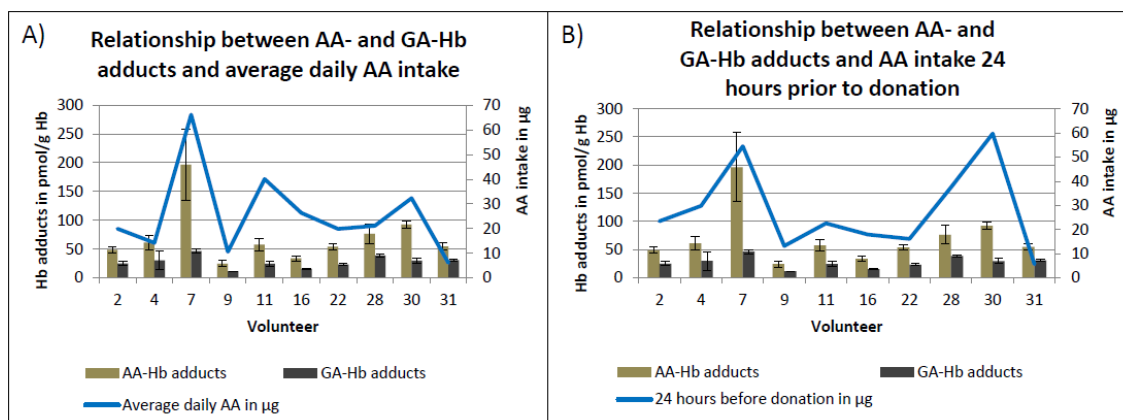 A)
Relationship between AA- and GA-Hb
adducts and average daily AA intake
Hb adducts in pmol/g Hb
300
250
200
150
100
50
0
70
60
50
40
30
20
10
0
AA intake in µg
2 4 7 9 11 16 22 28 30 31
Volunteer
AA-Hb adducts GA-Hb adducts
Average daily AA in µg
B)
Relationship between AA- and
GA-Hb adducts and AA intake 24
hours prior to donation
Hb adducts in pmol/g Hb
300
250
200
150
100
50
0
70
60
50
40
30
20
10
0
AA intake in µg
2 4 7 9 11 16 22 28 30 31
Volunteer
AA-Hb adducts GA-Hb adducts
24 hours before donation in µg